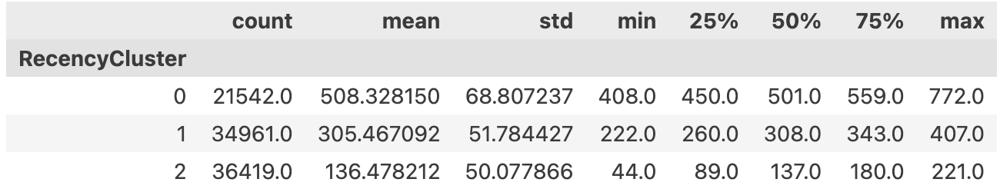 count mean std min 25% 50% 75% max
RecencyCluster
0 21542.0 508.328150 68.807237 408.0 450.0 501.0 559.0 772.0
1 34961.0 305.467092 51.784427 222.0 260.0 308.0 343.0 407.0
2 36419.0 136.478212 50.077866 44.0 89.0 137.0 180.0 221.0